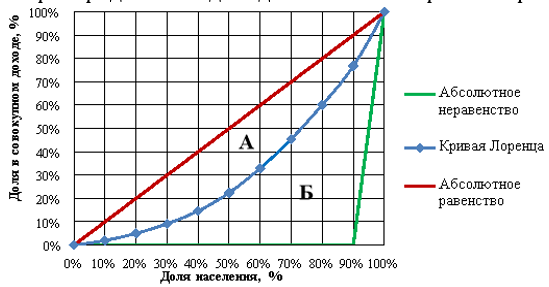 100%
90%
80%
70%
60%
50%
40%
30%
20%
10%
0%
Доля в совокупном доходе, %
А
Б
0% 10% 20% 30% 40% 50% 60% 70% 80% 90% 100%
Доля населения, %
Абсолютное
неравенство
Кривая Лоренца
Абсолютное
равенство